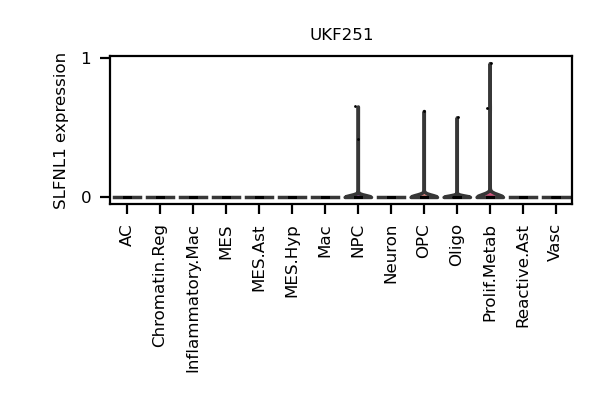 UKF251
SLFNL1 expression
1
0
AC
Chromatin.Reg
Inflammatory.Mac
MES
MES.Ast
MES.Hyp
Mac
NPC
Neuron
OPC
Oligo
Prolif.Metab
Reactive.Ast
Vasc